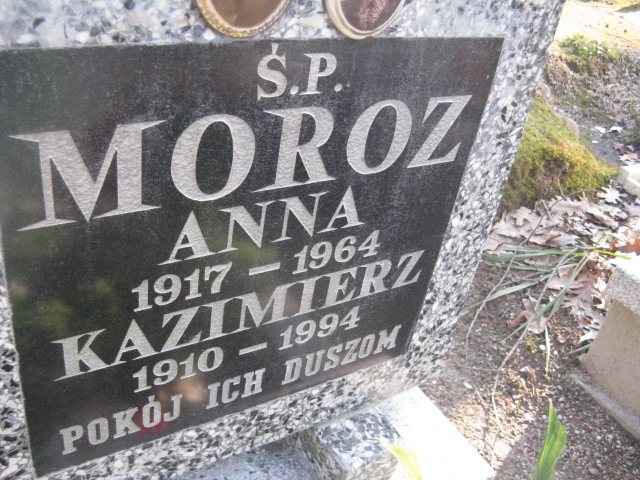 Ś.P.
MOROZ
ANNA
1917 – 1964
KAZIMIERZ
1910 – 1994
POKÓJ ICH DUSZOM